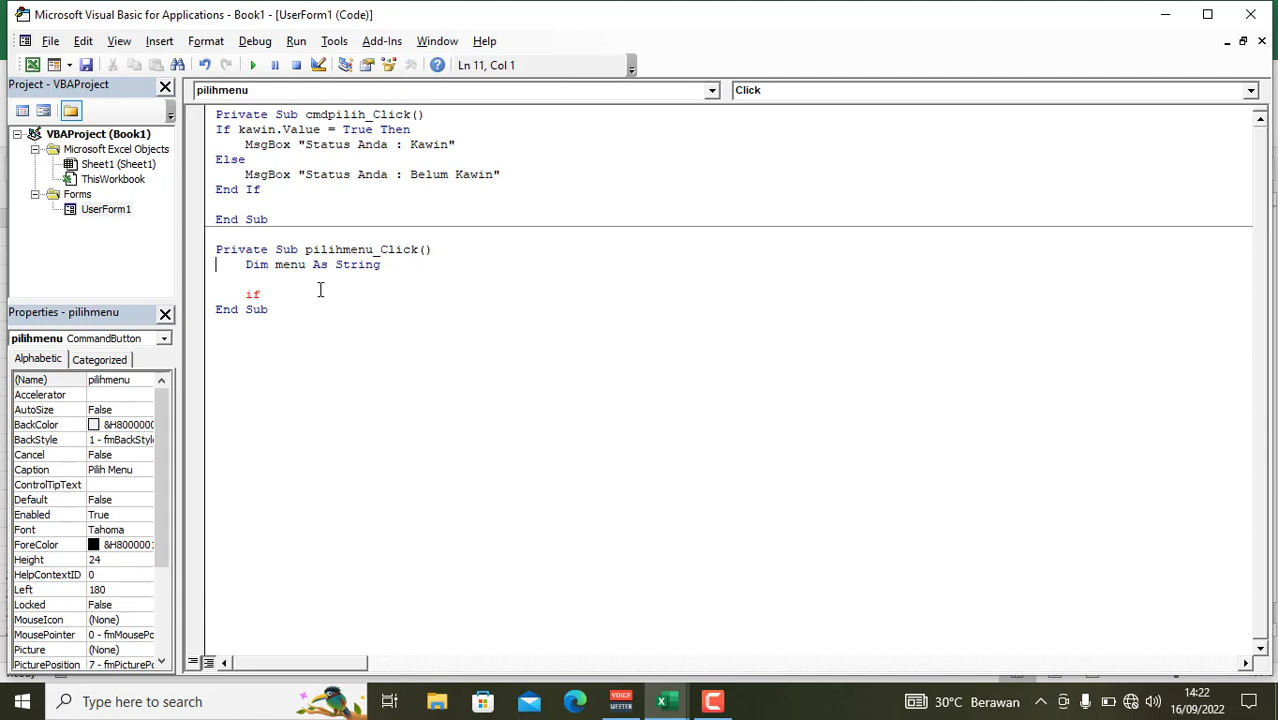 Microsoft Visual Basic for Applications - Book1 - [UserForm1 (Code)]
File Edit View Insert Format Debug Run Tools Add-Ins Window Help
Ln 11, Col 1
Project - VBAProject
pilihmenu
Click
VBAProject (Book1)
Microsoft Excel Objects
Sheet1 (Sheet1)
ThisWorkbook
Forms
UserForm1
Private Sub cmdpilih_Click()
If kawin.Value = True Then
MsgBox "Status Anda : Kawin"
Else
MsgBox "Status Anda : Belum Kawin"
End If
End Sub
Private Sub pilihmenu_Click()
Dim menu As String
if
End Sub
Properties - pilihmenu
pilihmenu CommandButton
Alphabetic Categorized
(Name) pilihmenu
Accelerator
AutoSize False
BackColor &H800000
BackStyle 1 - fmBackStyl
Cancel False
Caption Pilih Menu
ControlTipText
Default False
Enabled True
Font Tahoma
ForeColor &H800000
Height 24
HelpContextID 0
Left 180
Locked False
MouseIcon (None)
MousePointer 0 - fmMousePo
Picture (None)
PicturePosition 7 - fmPicturePo
Type here to search
VOICE
MEETER
30°C Berawan
14:22
16/09/2022